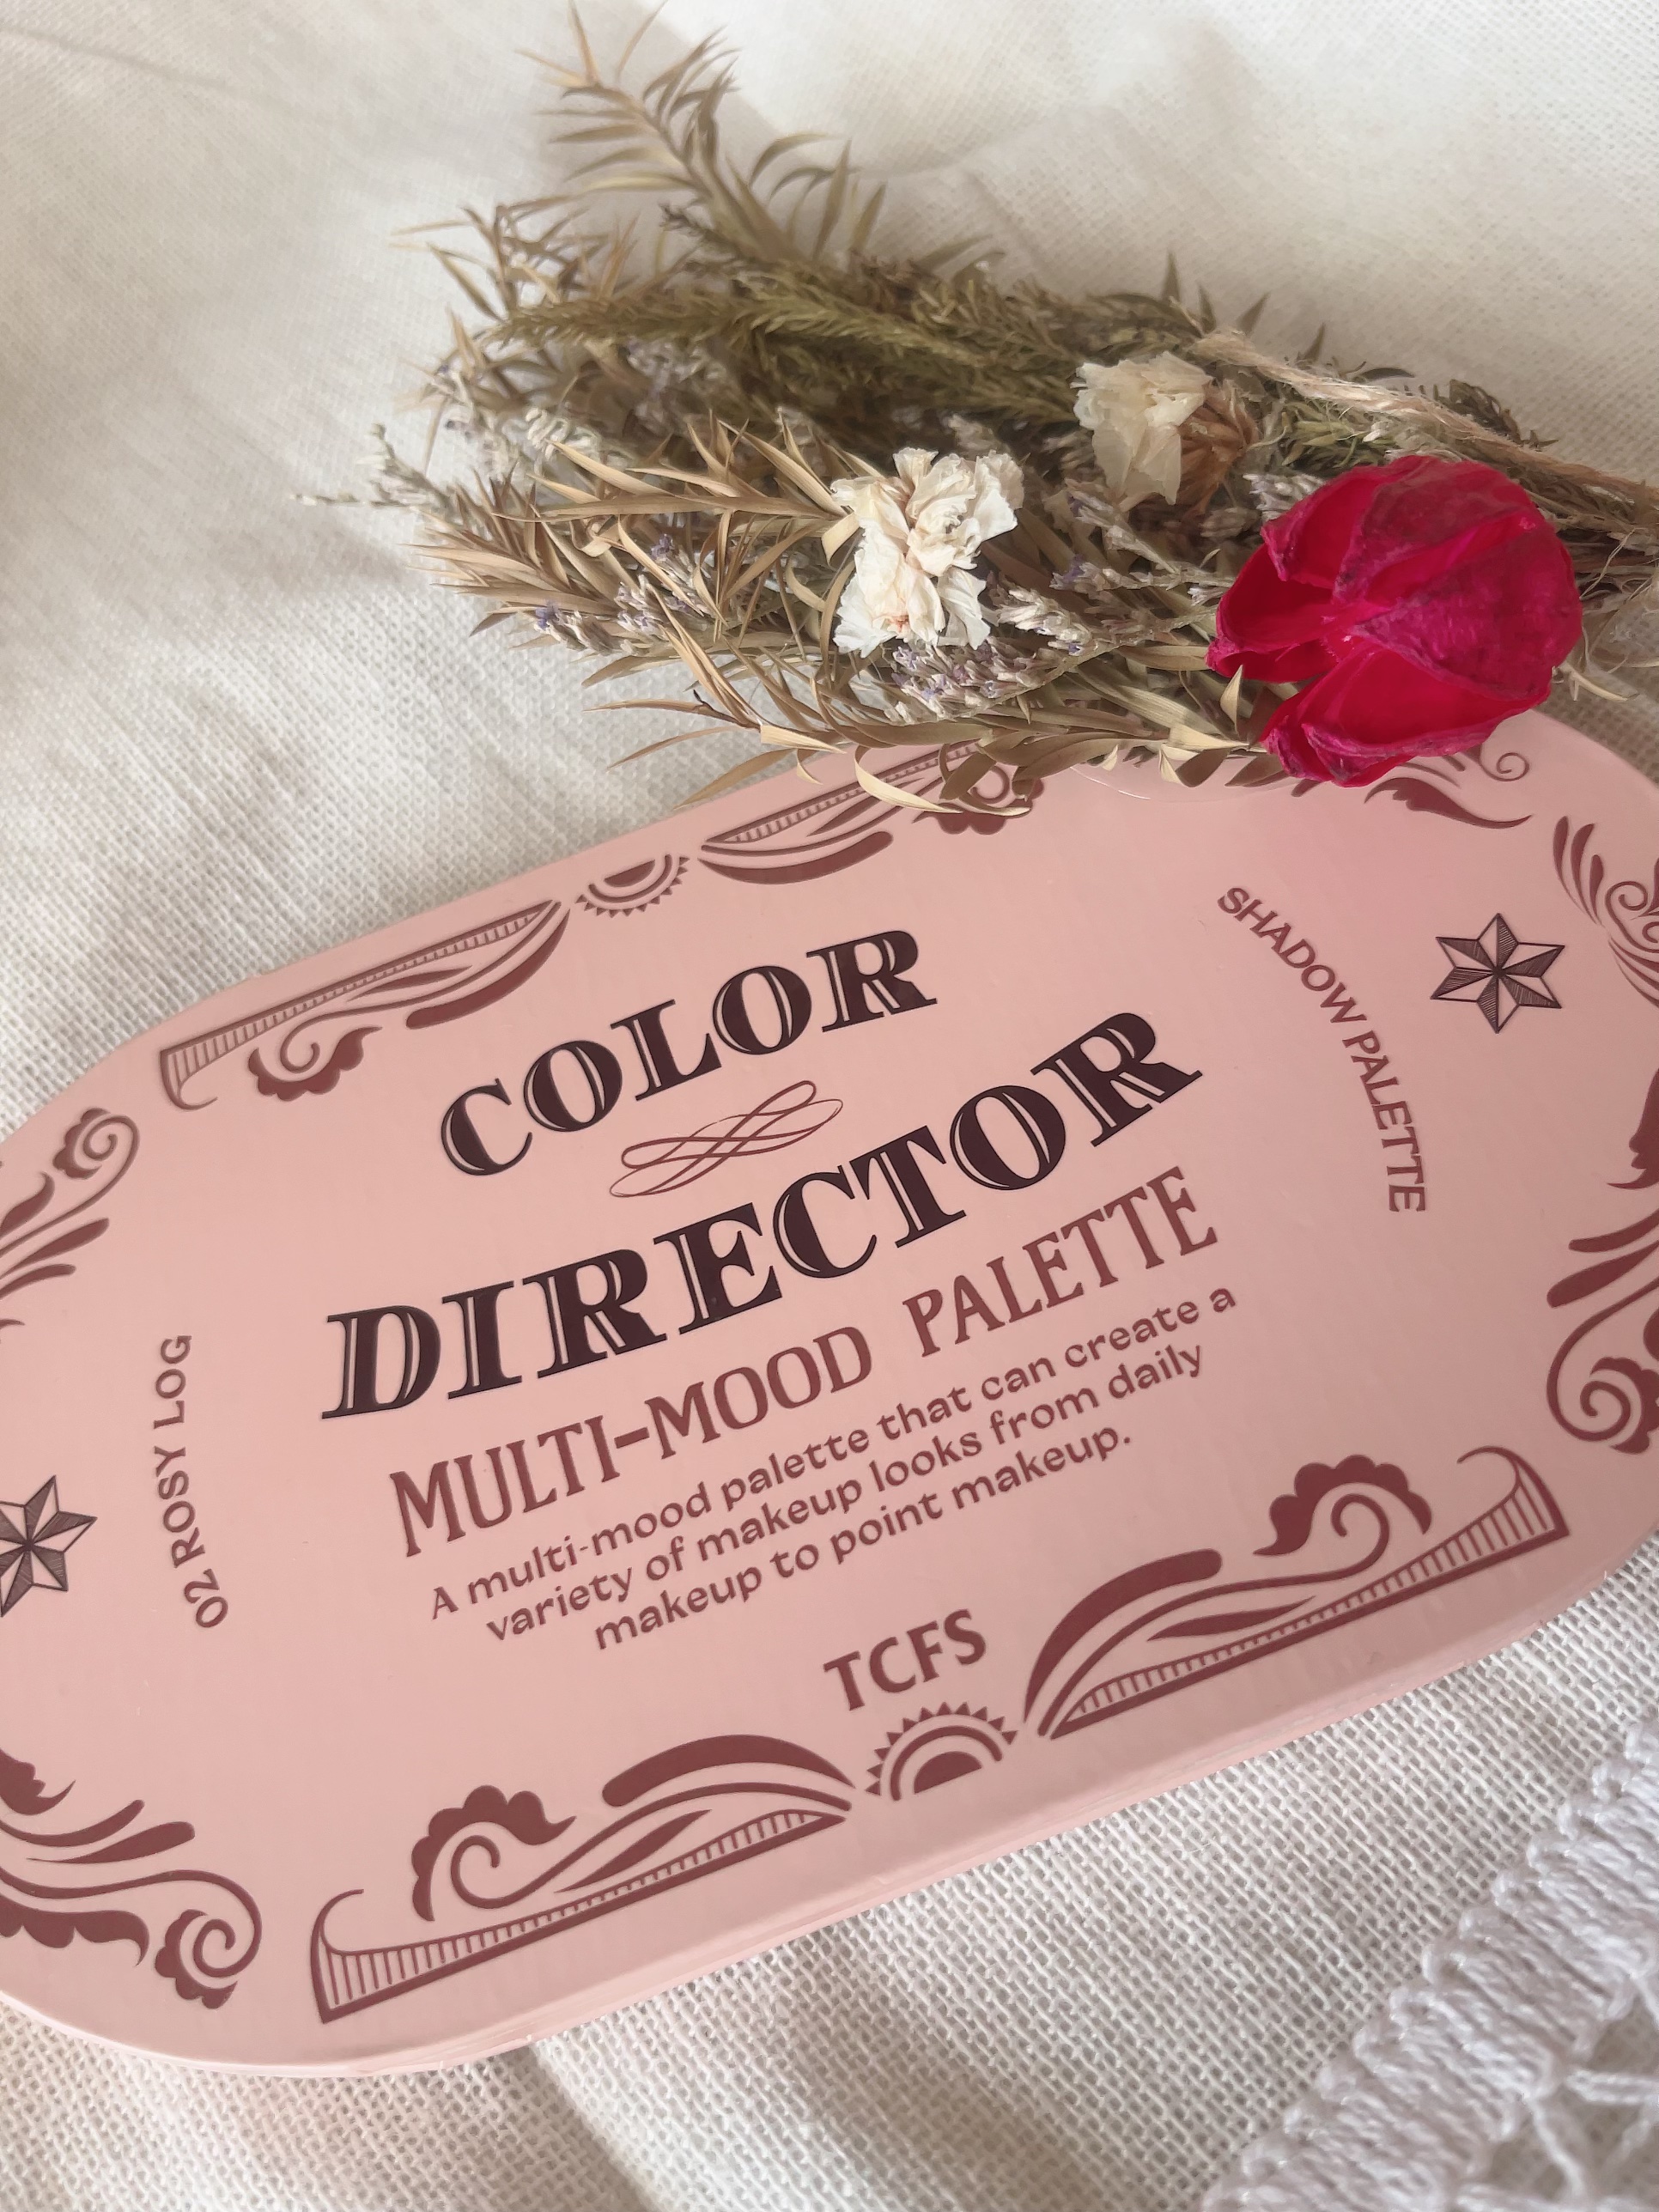 COLOR
DIRECTOR
MULTI-MOOD PALETTE
A multi-mood palette that can create a
variety of makeup looks from daily
makeup to point makeup.
TCFS
02 ROSY LOG
SHADOW PALETTE